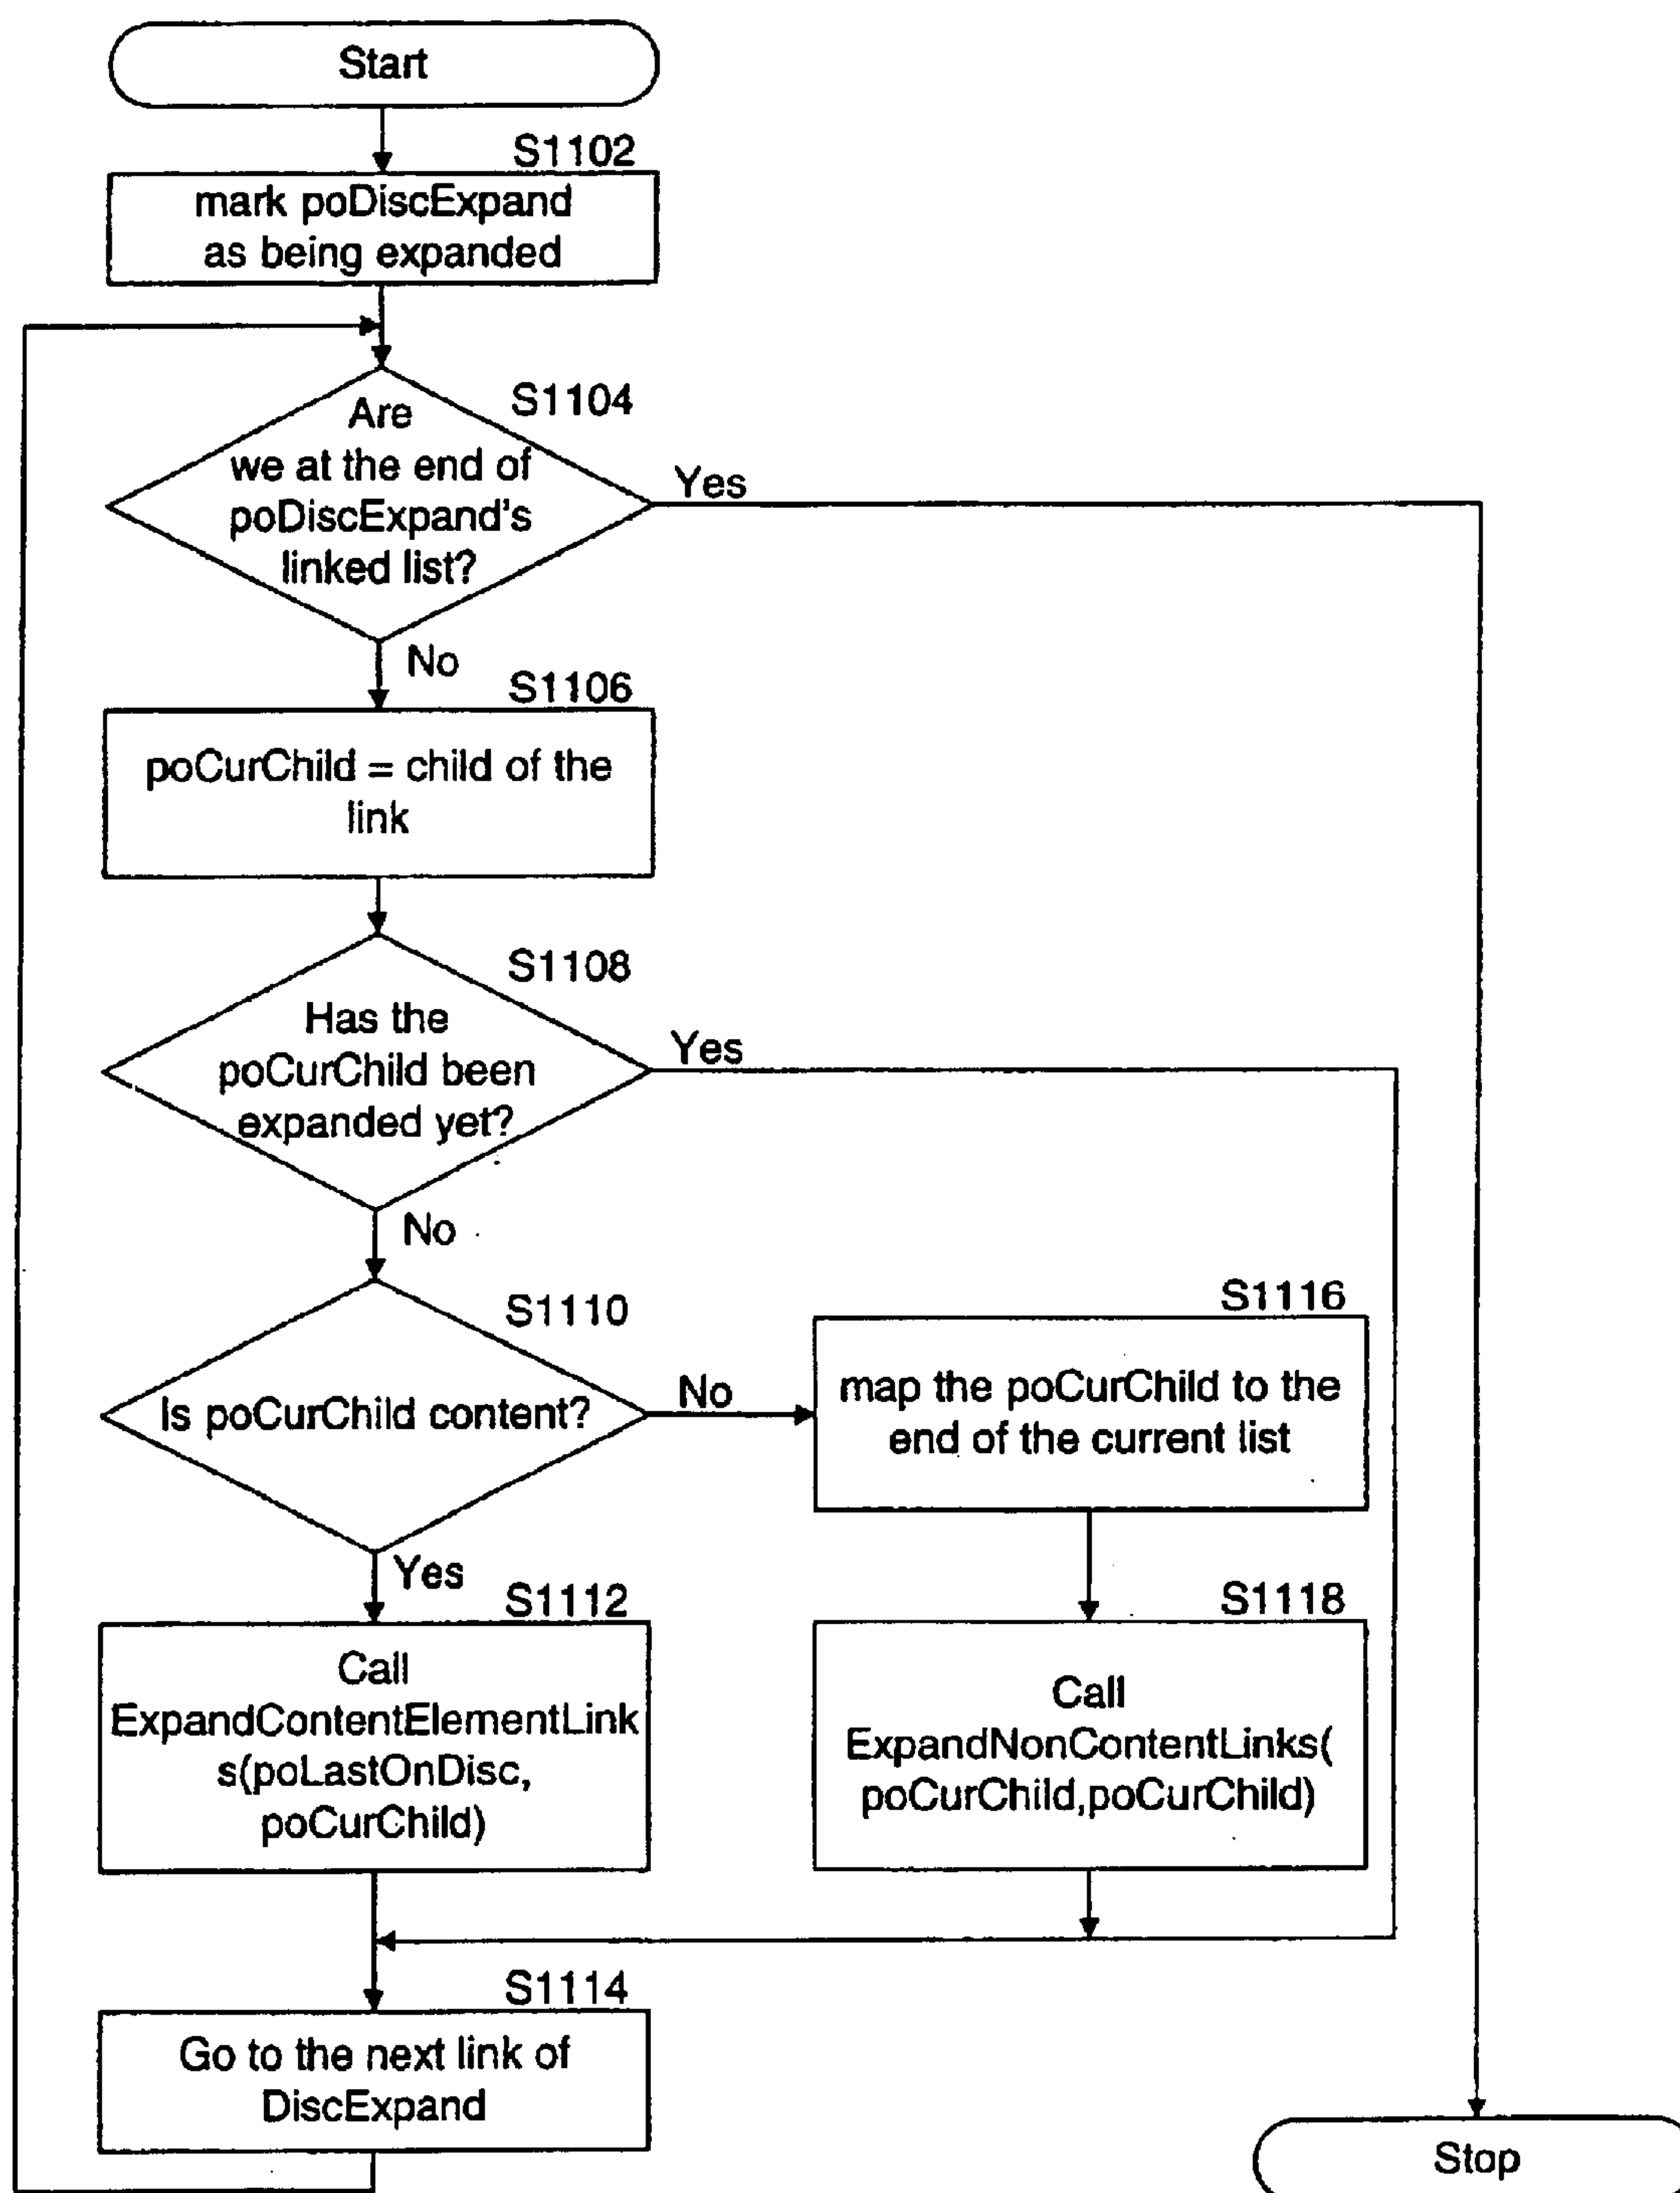 Start
S1102
mark poDiscExpand
as being expanded
S1104
Are
we at the end of
poDiscExpand's
linked list?
Yes
No
S1106
poCurChild = child of the
link
S1108
Has the
poCurChild been
expanded yet?
Yes
No
S1110
Is poCurChild content?
No
S1116
map the poCurChild to the
end of the current list
Yes
S1112
Call
ExpandContentElementLink
s(poLastOnDisc,
poCurChild)
S1118
Call
ExpandNonContentLinks(
poCurChild,poCurChild)
S1114
Go to the next link of
DiscExpand
Stop